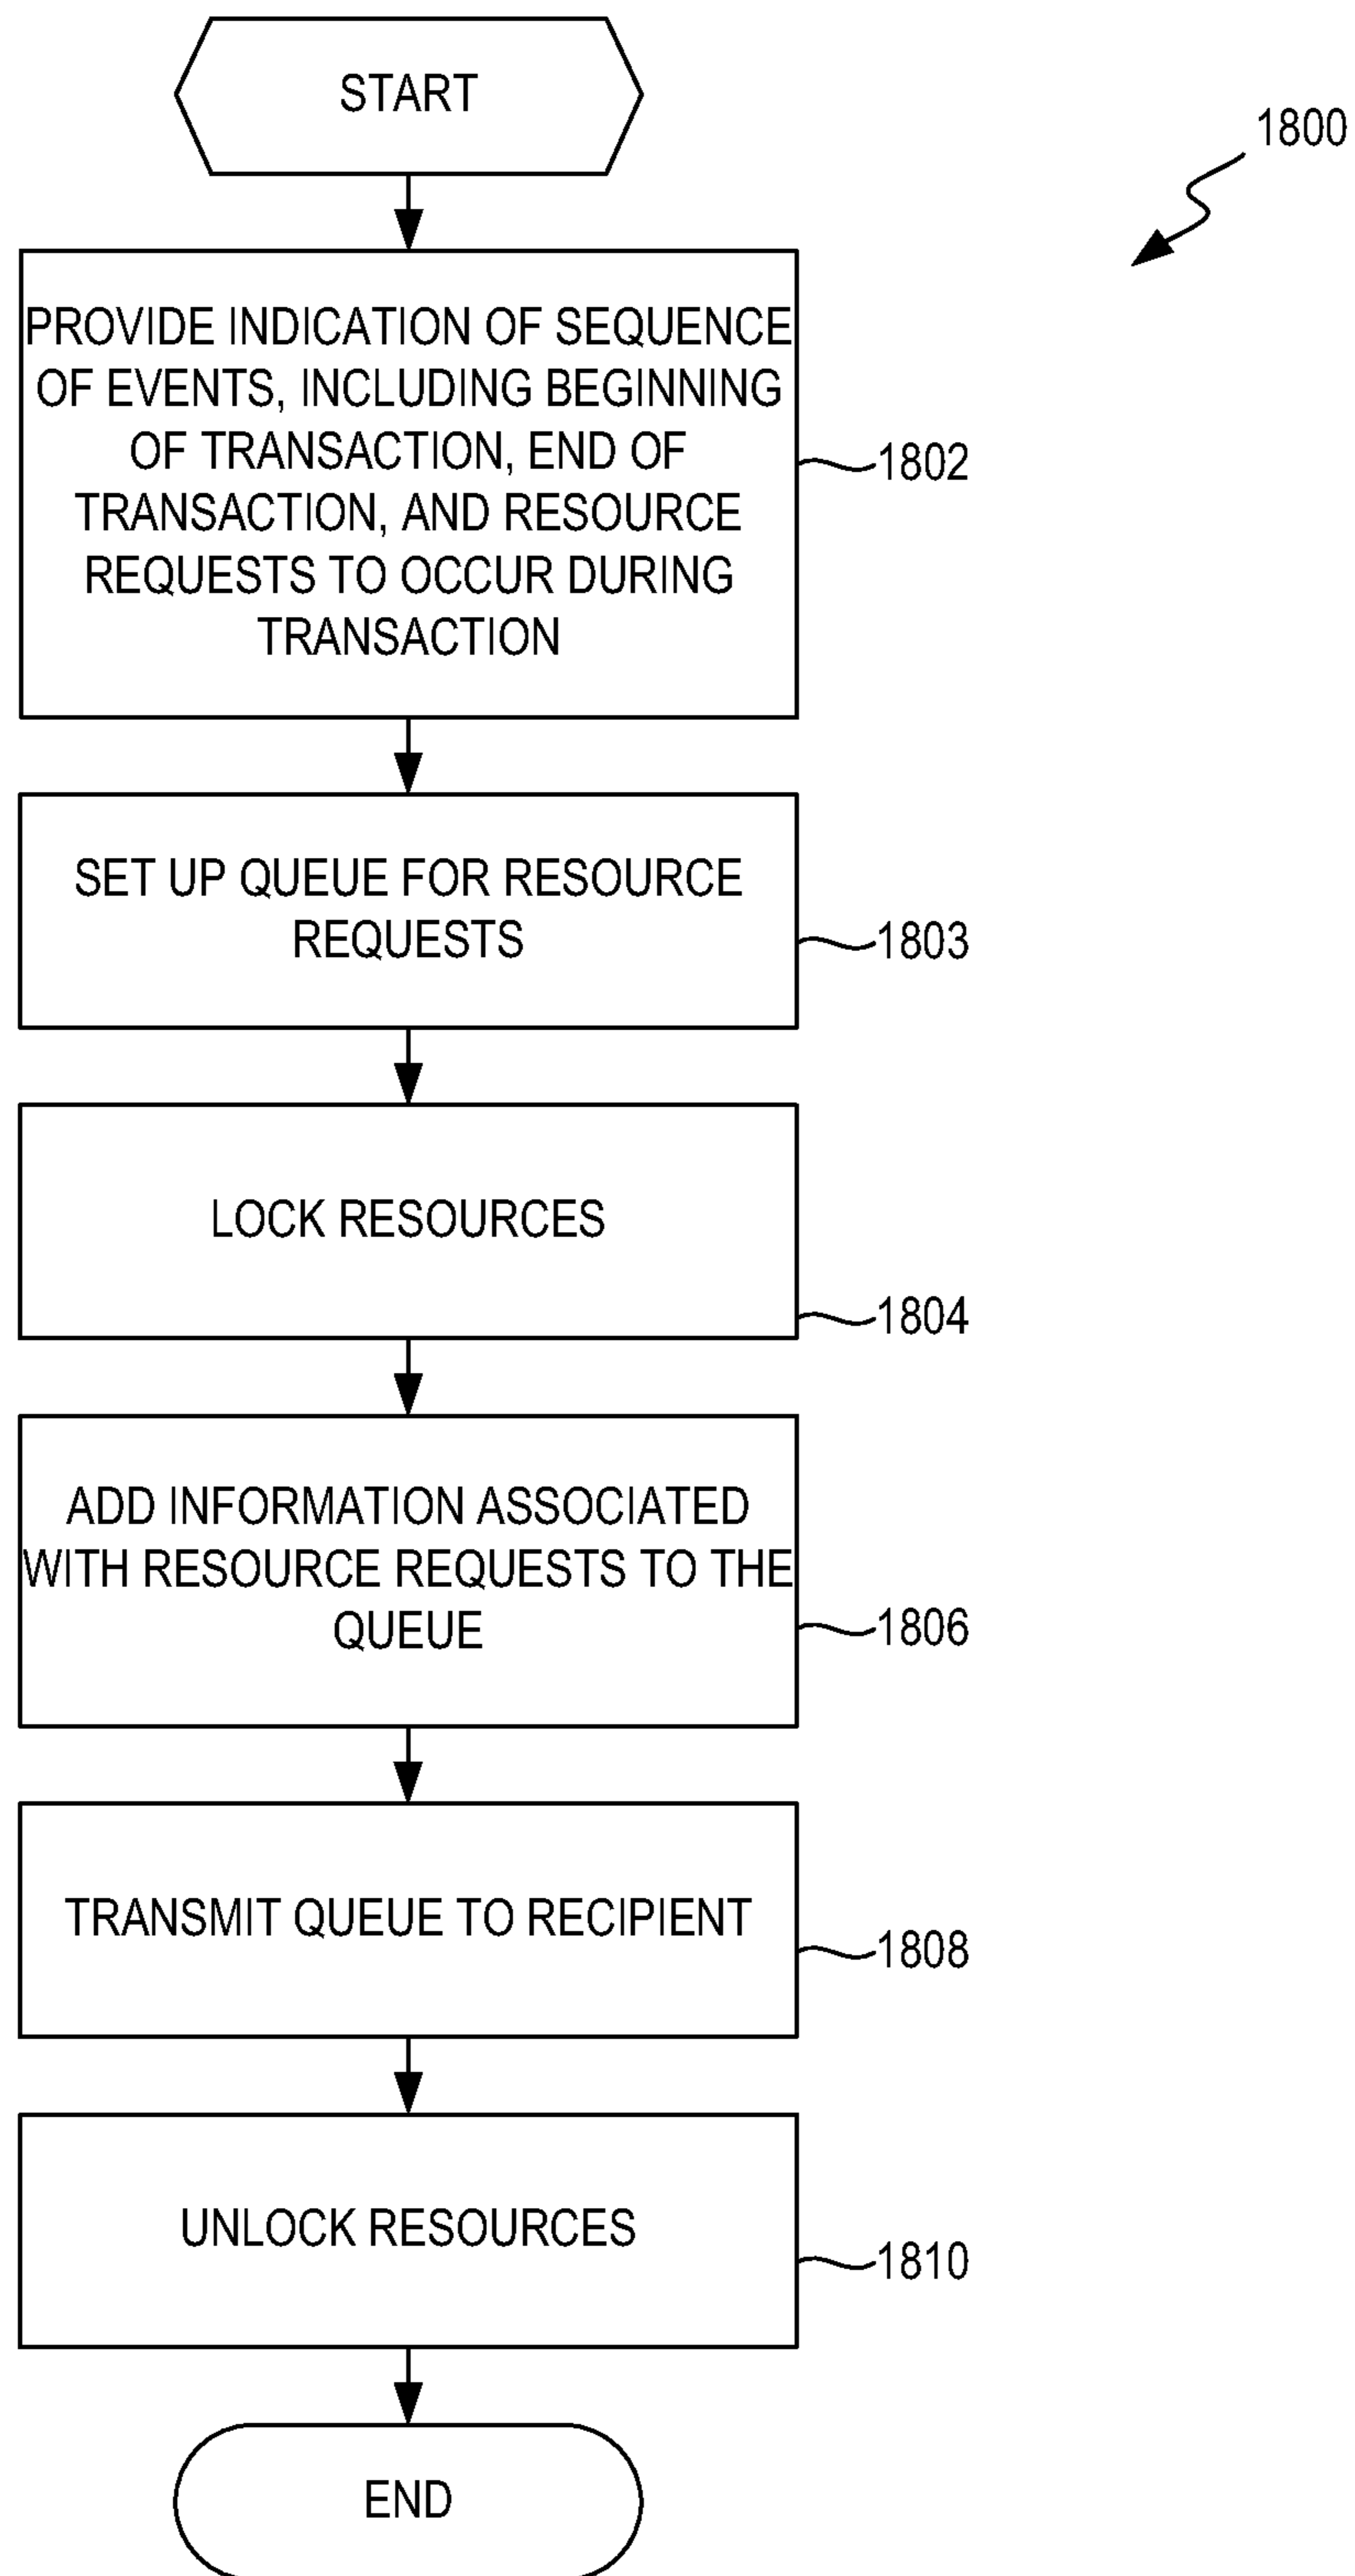 START
1800
PROVIDE INDICATION OF SEQUENCE
OF EVENTS, INCLUDING BEGINNING
OF TRANSACTION, END OF
TRANSACTION, AND RESOURCE
REQUESTS TO OCCUR DURING
TRANSACTION
1802
SET UP QUEUE FOR RESOURCE
REQUESTS
1803
LOCK RESOURCES
1804
ADD INFORMATION ASSOCIATED
WITH RESOURCE REQUESTS TO THE
QUEUE
1806
TRANSMIT QUEUE TO RECIPIENT
1808
UNLOCK RESOURCES
1810
END